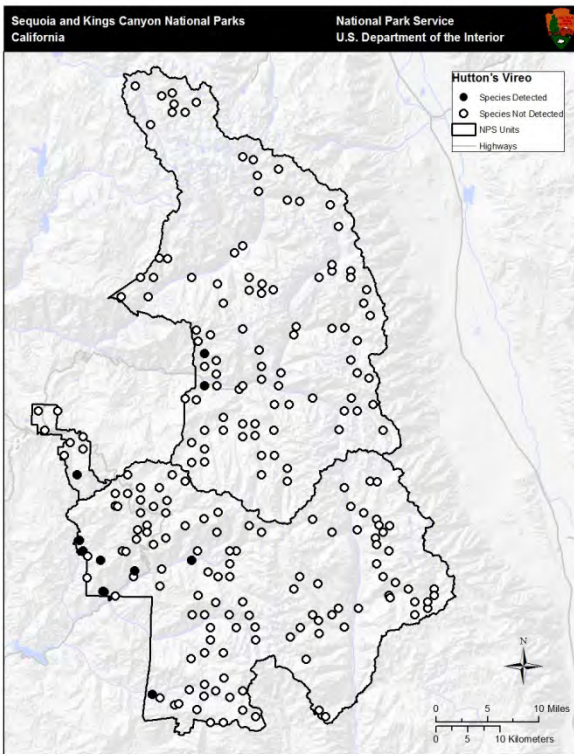 Sequoia and Kings Canyon National Parks
California
National Park Service
U.S. Department of the Interior
Hutton's Vireo
Species Detected
Species Not Detected
NPS Units
Highways
N
0 5 10 Miles
0 5 10 Kilometers